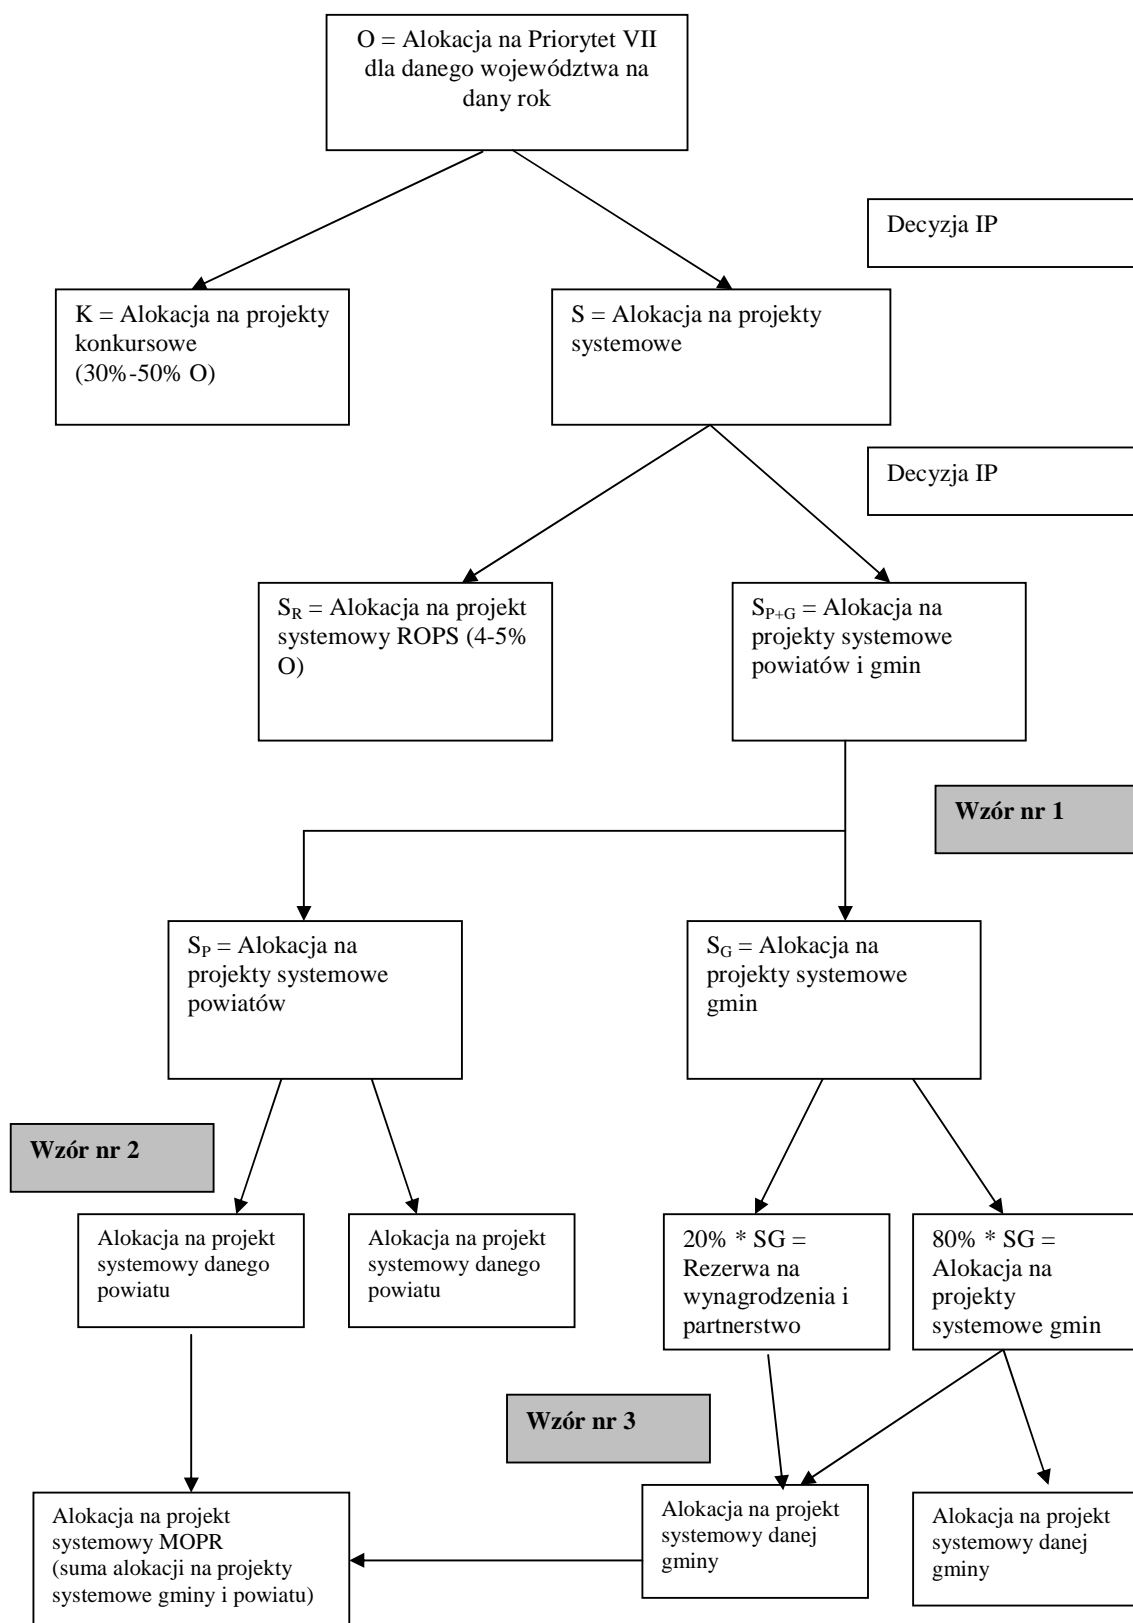 O = Alokacja na Priorytet VII
dla danego województwa na
dany rok
Decyzja IP
K = Alokacja na projekty
konkursowe
(30%-50% O)
S = Alokacja na projekty
systemowe
Decyzja IP
S_R = Alokacja na projekt
systemowy ROPS (4-5%
O)
S_P+G = Alokacja na
projekty systemowe
powiatów i gmin
Wzór nr 1
S_P = Alokacja na
projekty systemowe
powiatów
S_G = Alokacja na
projekty systemowe
gmin
Wzór nr 2
Alokacja na projekt
systemowy danego
powiatu
Alokacja na projekt
systemowy danego
powiatu
20% * SG =
Rezerwa na
wynagrodzenia i
partnerstwo
80% * SG =
Alokacja na
projekty
systemowe gmin
Wzór nr 3
Alokacja na projekt
systemowy MOPR
(suma alokacji na projekty
systemowe gminy i powiatu)
Alokacja na projekt
systemowy danej
gminy
Alokacja na projekt
systemowy danej
gminy